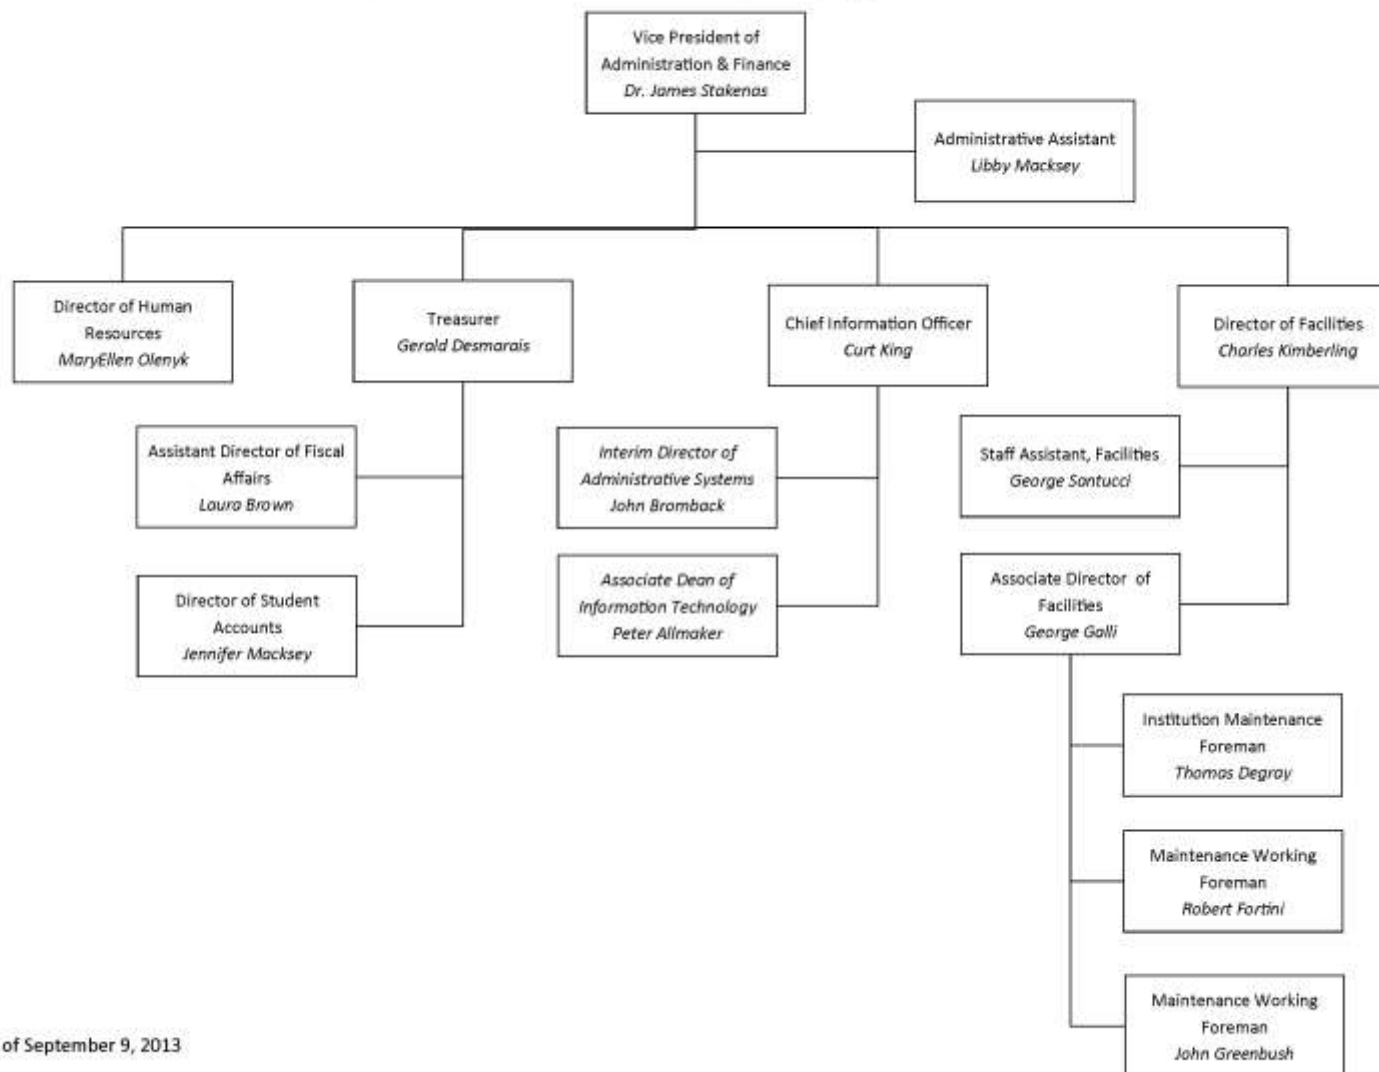 Vice President of
Administration & Finance
Dr. James Stakenas
Administrative Assistant
Libby Macksey
Director of Human
Resources
MaryEllen Olenyk
Treasurer
Gerald Desmarais
Chief Information Officer
Curt King
Director of Facilities
Charles Kimberling
Assistant Director of Fiscal
Affairs
Laura Brown
Interim Director of
Administrative Systems
John Bromback
Staff Assistant, Facilities
George Santucci
Director of Student
Accounts
Jennifer Macksey
Associate Dean of
Information Technology
Peter Allmaker
Associate Director of
Facilities
George Galli
Institution Maintenance
Foreman
Thomas Degray
Maintenance Working
Foreman
Robert Fortini
Maintenance Working
Foreman
John Greenbush
of September 9, 2013